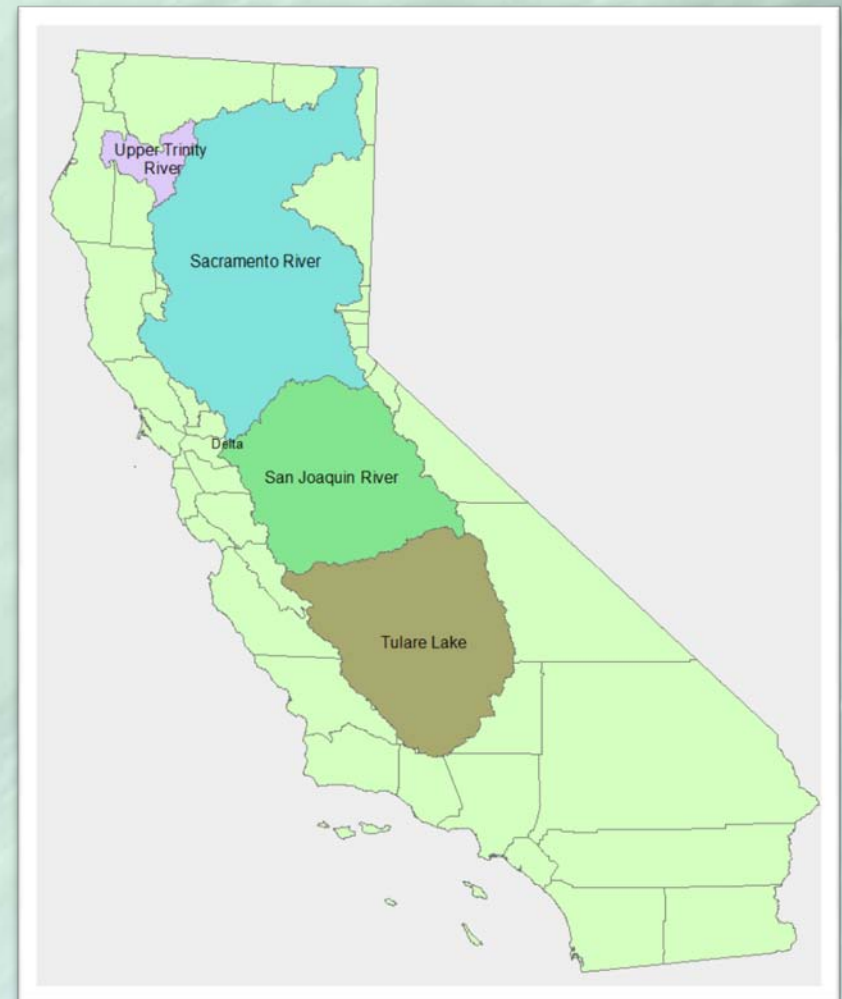 Upper Trinity
River
Sacramento River
Delta
San Joaquin River
Tulare Lake